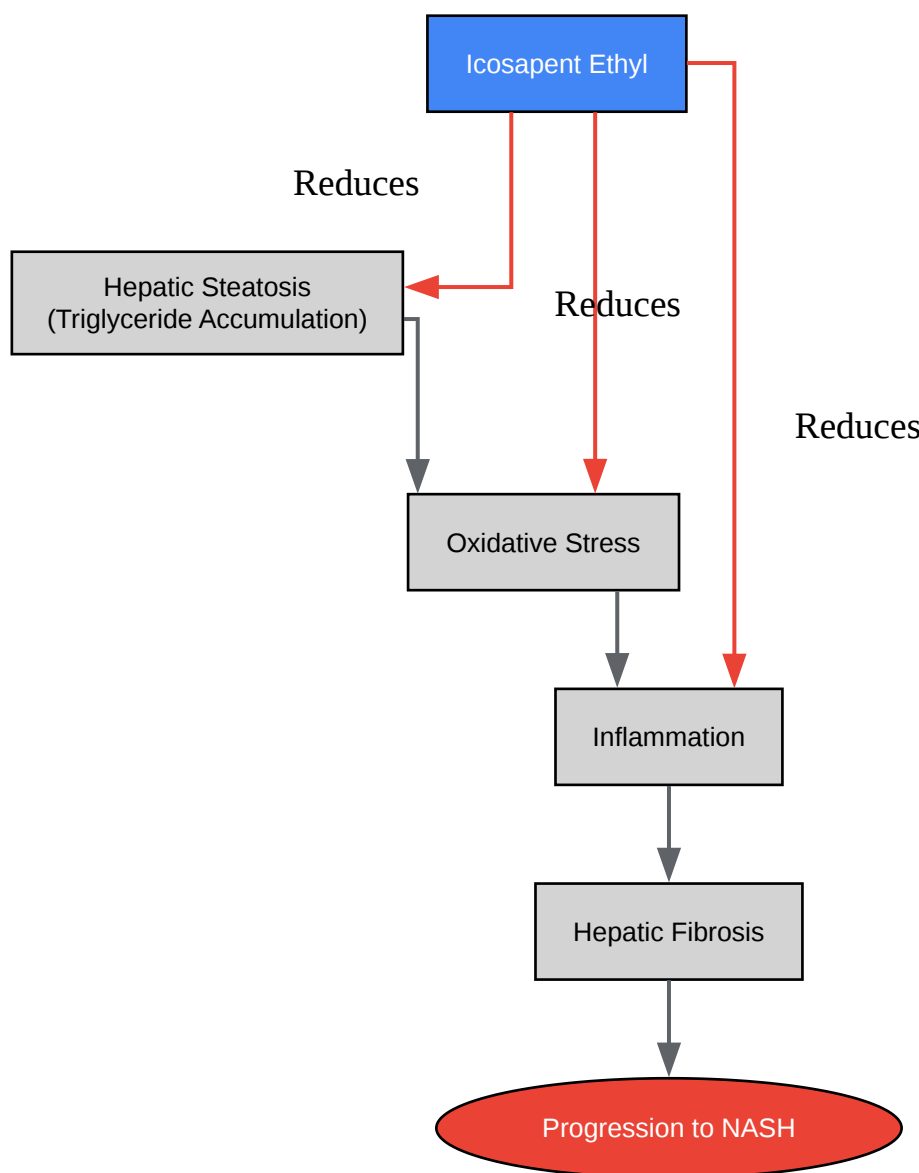 Icosapent Ethyl
Reduces
Hepatic Steatosis
(Triglyceride Accumulation)
Reduces
Reduces
Oxidative Stress
Inflammation
Hepatic Fibrosis
Progression to NASH